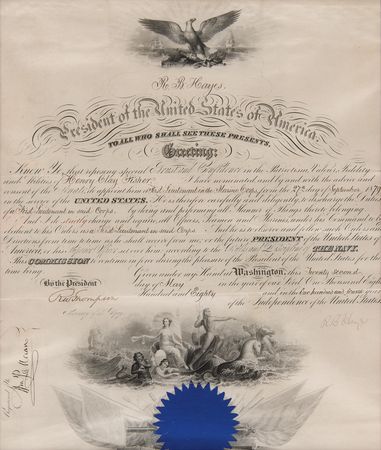 R. B. Hayes,
President of the United States of America,
TO ALL WHO SHALL SEE THESE PRESENTS,
Greeting:
Know Ye, that reposing special Trust and Confidence in the Patriotism, Valor, Fidelity
and Abilities of Henry Clay Fisher I have nominated and by and with the advice and
consent of the Senate, do appoint him a First Lieutenant in the Marine Corps from the 2 day of September 1879
in the service of the UNITED STATES. He is therefore carefully and diligently, to discharge the Duties
of a First Lieutenant in said Corps. by doing and performing all Manner of Things thereto belonging
And I do strictly charge and require all Officers, Seamen and Marines under his Command to be
obedient to his Orders as a First Lieutenant in said Corps And he is to observe and follow such Orders and
Directions from time to time as he shall receive from me, or the future PRESIDENT of the United States of
America, or his Superior Officer set over him, according to the Rules and Discipline of THE NAVY.
This COMMISSION to continue in force during the pleasure of the President of the United States for the
time being.
Given under my Hand at Washington, this Twenty second
By the President
day of May in the year of our Lord One Thousand Eight
R W Thompson
Hundred and Eighty and in the One hundred and fourth year
Secretary of the Navy
of the Independence of the United States
R. B. Hayes
Registered